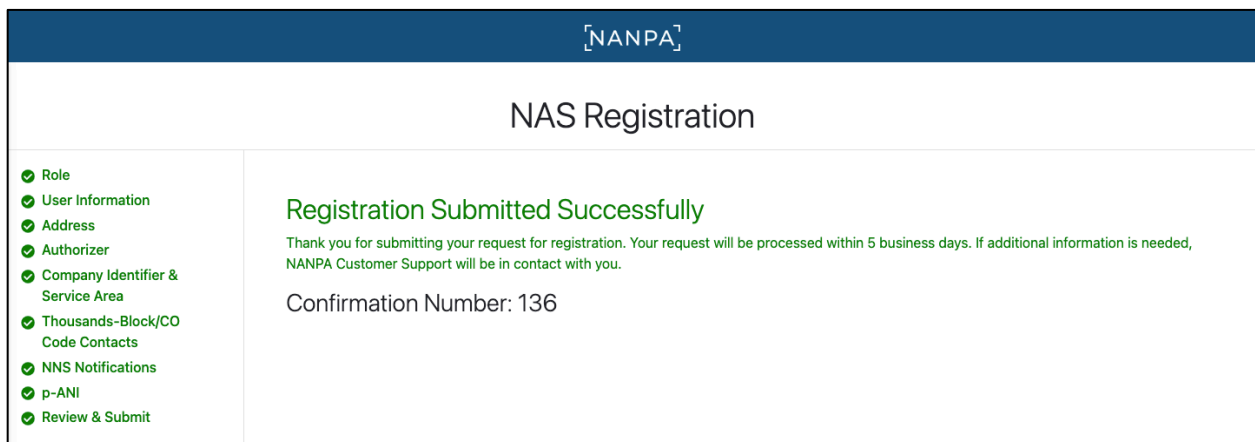 [NANPA]
NAS Registration
Role
User Information
Address
Authorizer
Company Identifier &
Service Area
Thousands-Block/CO
Code Contacts
NNS Notifications
p-ANI
Review & Submit
Registration Submitted Successfully
Thank you for submitting your request for registration. Your request will be processed within 5 business days. If additional information is needed,
NANPA Customer Support will be in contact with you.
Confirmation Number: 136